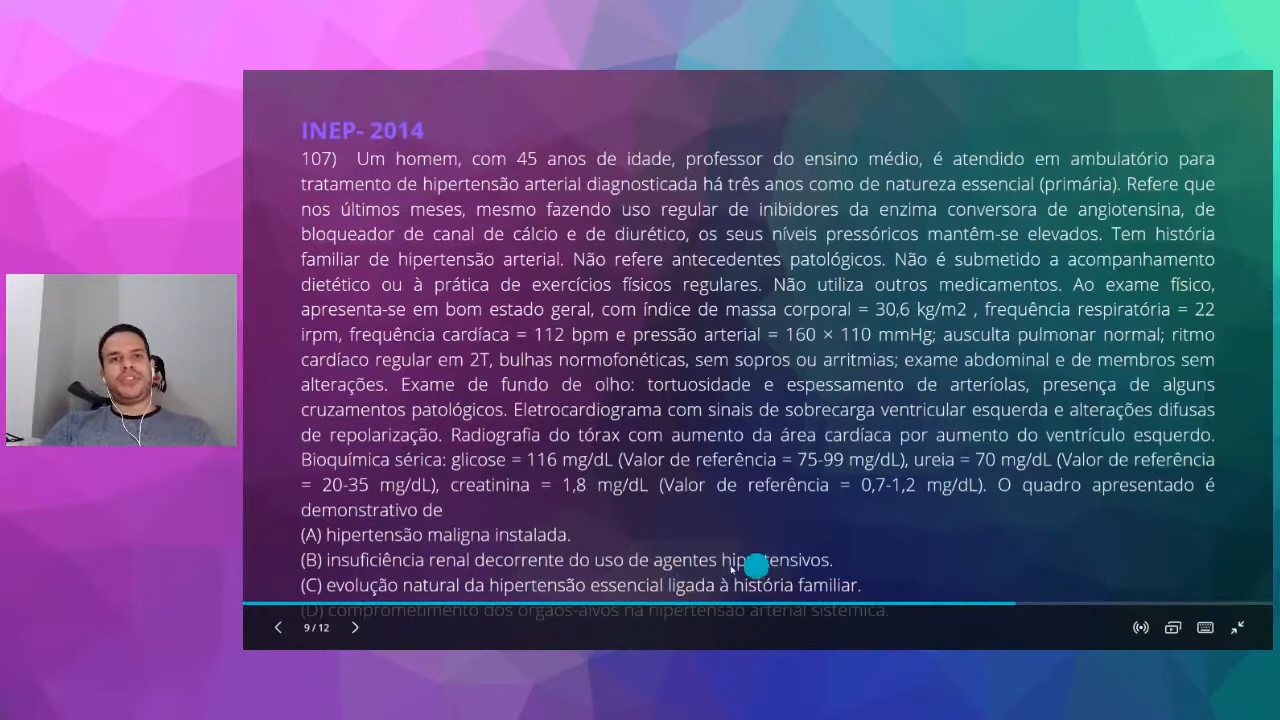 INEP- 2014
107) Um homem, com 45 anos de idade, professor do ensino médio, é atendido em ambulatório para
tratamento de hipertensão arterial diagnosticada há três anos como de natureza essencial (primária). Refere que
nos últimos meses, mesmo fazendo uso regular de inibidores da enzima conversora de angiotensina, de
bloqueador de canal de cálcio e de diurético, os seus níveis pressóricos mantêm-se elevados. Tem história
familiar de hipertensão arterial. Não refere antecedentes patológicos. Não é submetido a acompanhamento
dietético ou à prática de exercícios físicos regulares. Não utiliza outros medicamentos. Ao exame físico,
apresenta-se em bom estado geral, com índice de massa corporal = 30,6 kg/m2 , frequência respiratória = 22
irpm, frequência cardíaca = 112 bpm e pressão arterial = 160 × 110 mmHg; ausculta pulmonar normal; ritmo
cardíaco regular em 2T, bulhas normofonéticas, sem sopros ou arritmias; exame abdominal e de membros sem
alterações. Exame de fundo de olho: tortuosidade e espessamento de arteríolas, presença de alguns
cruzamentos patológicos. Eletrocardiograma com sinais de sobrecarga ventricular esquerda e alterações difusas
de repolarização. Radiografia do tórax com aumento da área cardíaca por aumento do ventrículo esquerdo.
Bioquímica sérica: glicose = 116 mg/dL (Valor de referência = 75-99 mg/dL), ureia = 70 mg/dL (Valor de referência
= 20-35 mg/dL), creatinina = 1,8 mg/dL (Valor de referência = 0,7-1,2 mg/dL). O quadro apresentado é
demonstrativo de
(A) hipertensão maligna instalada.
(B) insuficiência renal decorrente do uso de agentes
(C) evolução natural da hipertensão essencial ligada à história familiar.
(D) comprometimento dos órgãos-alvos na hipertensão arterial sistêmica.
9 / 12